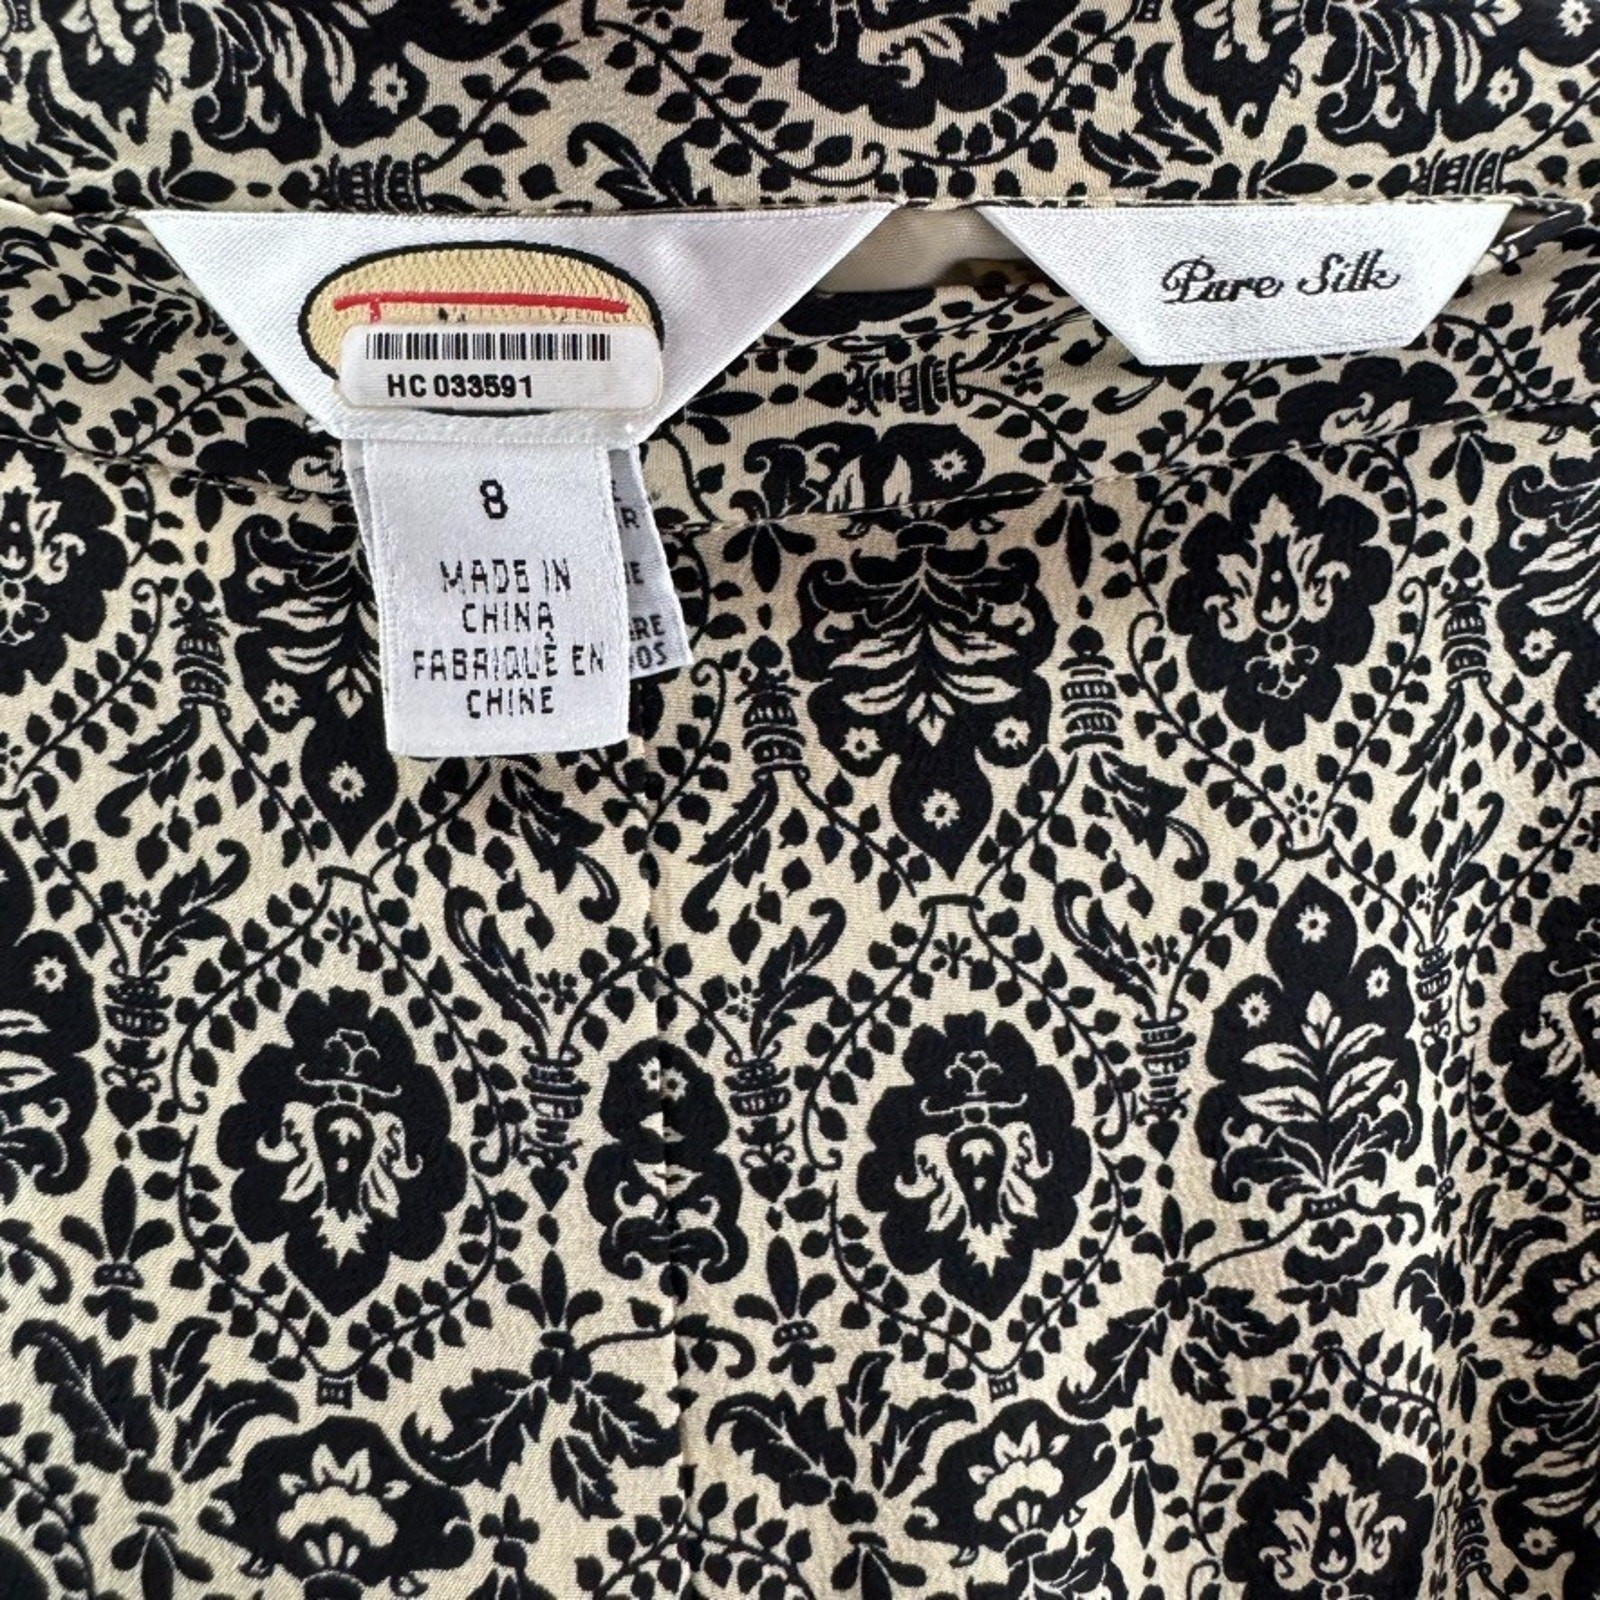 Pure Silk
HC 033591
8
MADE IN
CHINA
FABRIQUÉ EN
CHINE